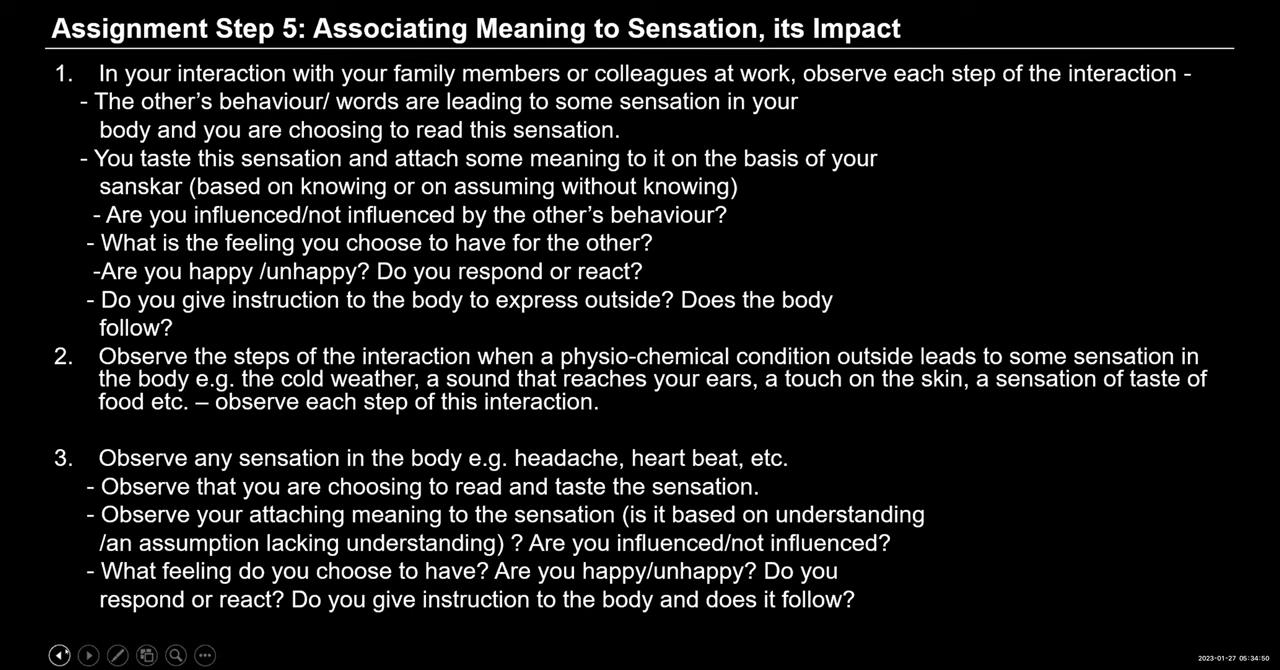 Assignment Step 5: Associating Meaning to Sensation, its Impact
1. In your interaction with your family members or colleagues at work, observe each step of the interaction -
- The other's behaviour/ words are leading to some sensation in your
body and you are choosing to read this sensation.
- You taste this sensation and attach some meaning to it on the basis of your
sanskar (based on knowing or on assuming without knowing)
- Are you influenced/not influenced by the other's behaviour?
- What is the feeling you choose to have for the other?
-Are you happy /unhappy? Do you respond or react?
- Do you give instruction to the body to express outside? Does the body
follow?
2. Observe the steps of the interaction when a physio-chemical condition outside leads to some sensation in
the body e.g. the cold weather, a sound that reaches your ears, a touch on the skin, a sensation of taste of
food etc. – observe each step of this interaction.
3. Observe any sensation in the body e.g. headache, heart beat, etc.
- Observe that you are choosing to read and taste the sensation.
- Observe your attaching meaning to the sensation (is it based on understanding
/an assumption lacking understanding) ? Are you influenced/not influenced?
- What feeling do you choose to have? Are you happy/unhappy? Do you
respond or react? Do you give instruction to the body and does it follow?
2023-01-27 05:34:50